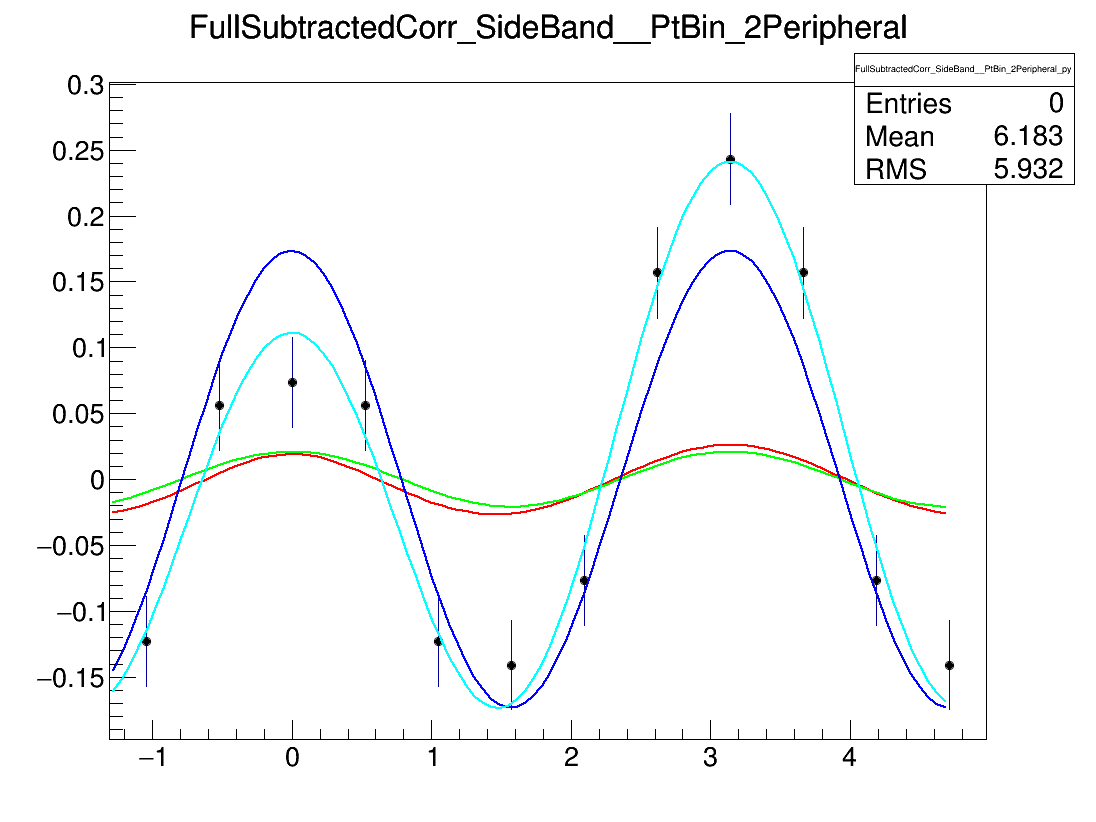 FullSubtractedCorr_SideBand__PtBin_2Peripheral
FullSubtractedCorr_SideBand__PtBin_2Peripheral_py
Entries 0
Mean 6.183
RMS 5.932
0.3
0.25
0.2
0.15
0.1
0.05
0
−0.05
−0.1
−0.15
−1 0 1 2 3 4